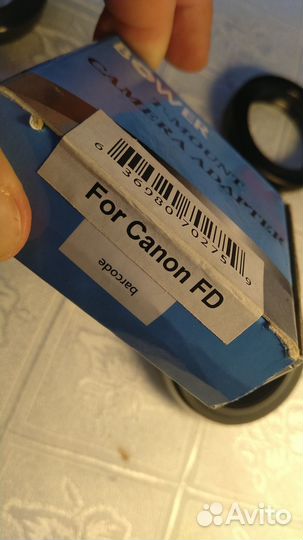 BOWER
T-MOUNT
CAMERA ADAPTER
6 36980 70275 9
For Canon FD
barcode
Avito